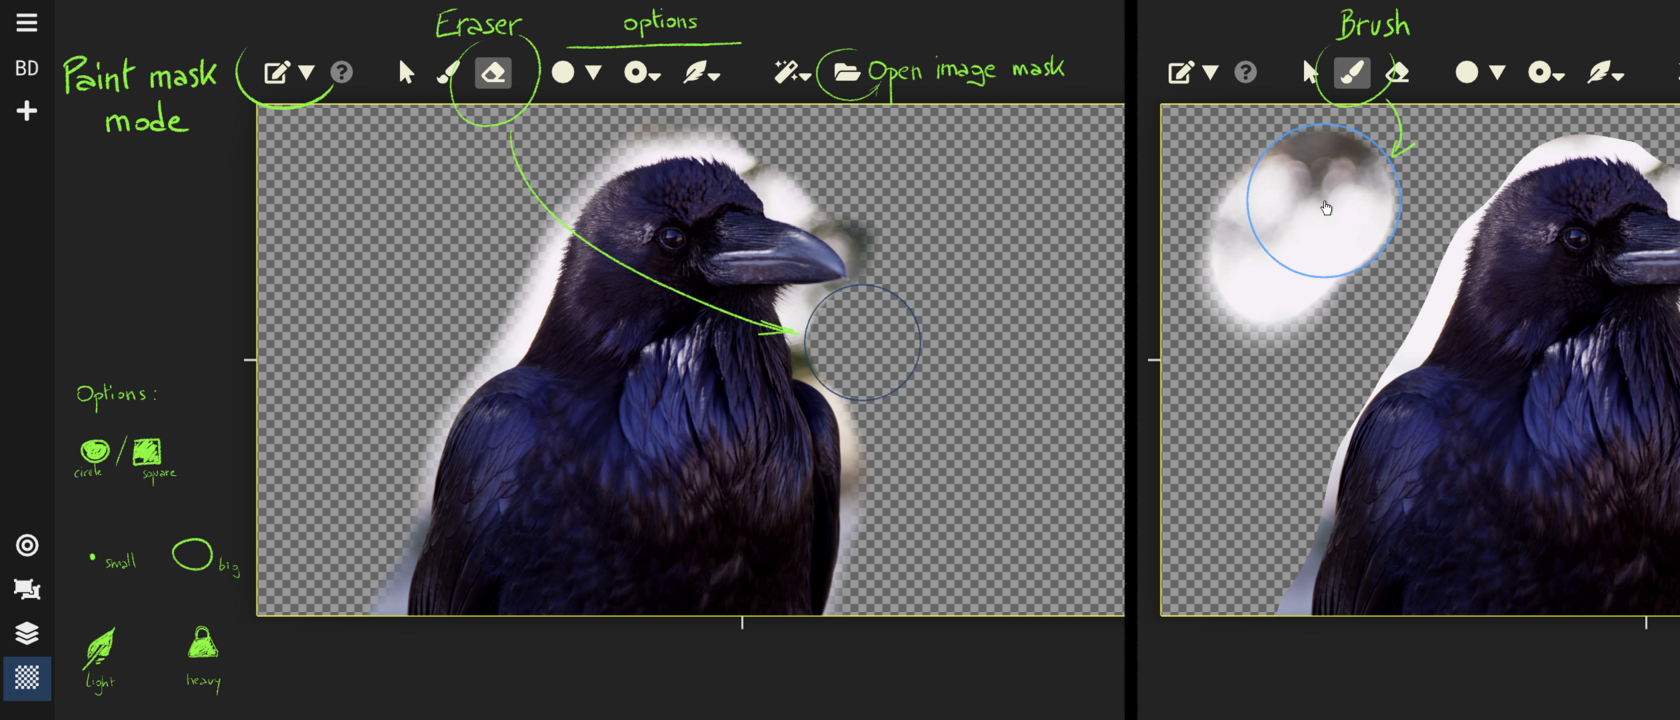 BD
Paint mask
mode
Eraser
options
?
Open image mask
Brush
?
Options:
circle / square
small
big
light
heavy